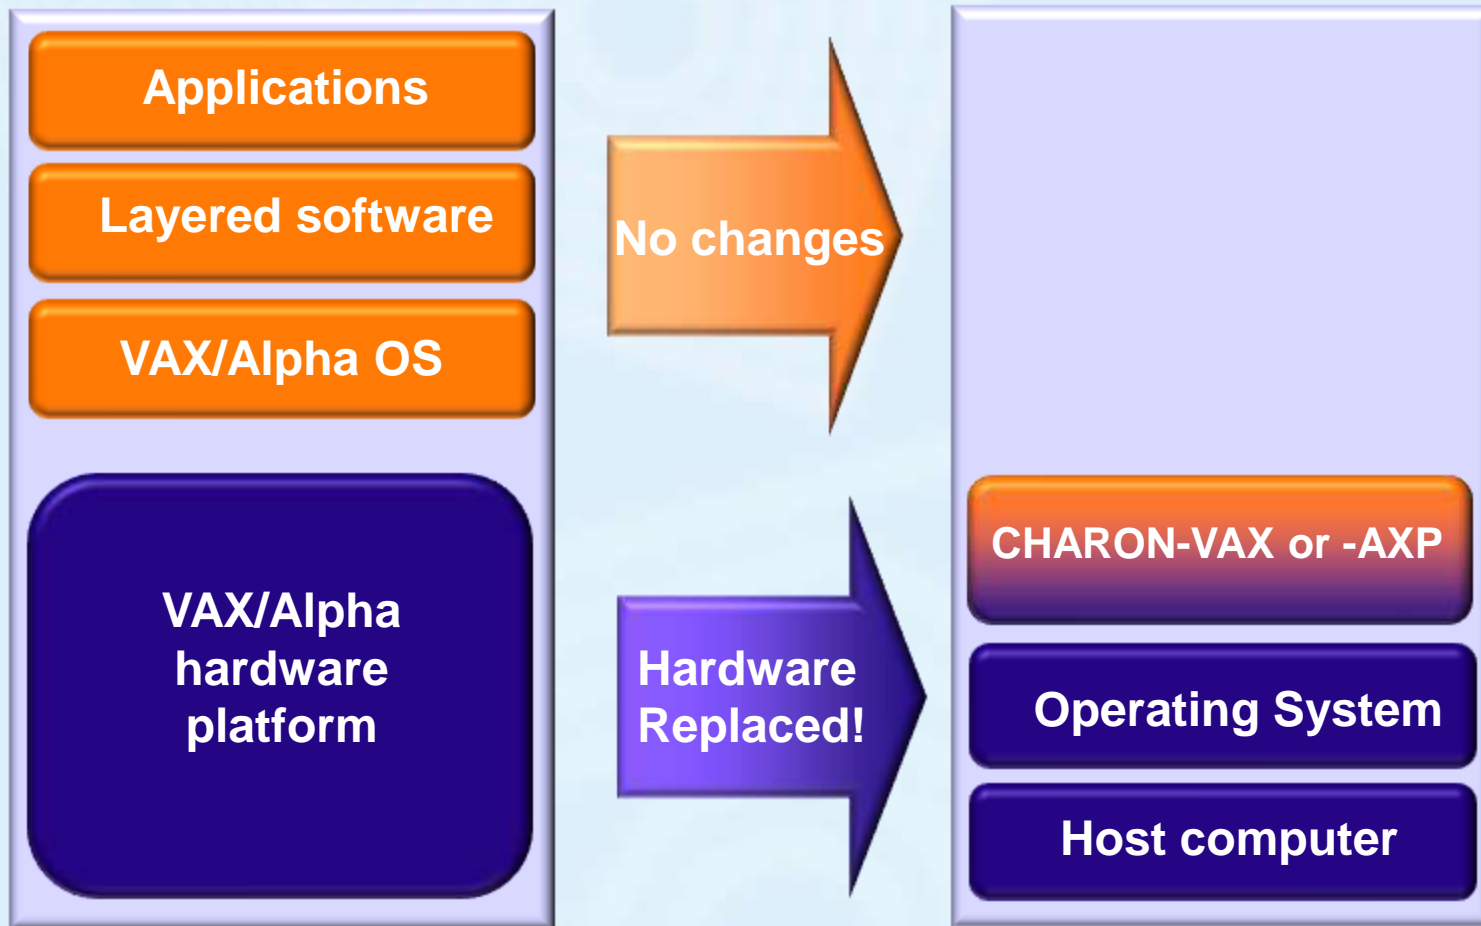 Applications
Layered software
VAX/Alpha OS
VAX/Alpha
hardware
platform
No changes
Hardware
Replaced!
CHARON-VAX or -AXP
Operating System
Host computer